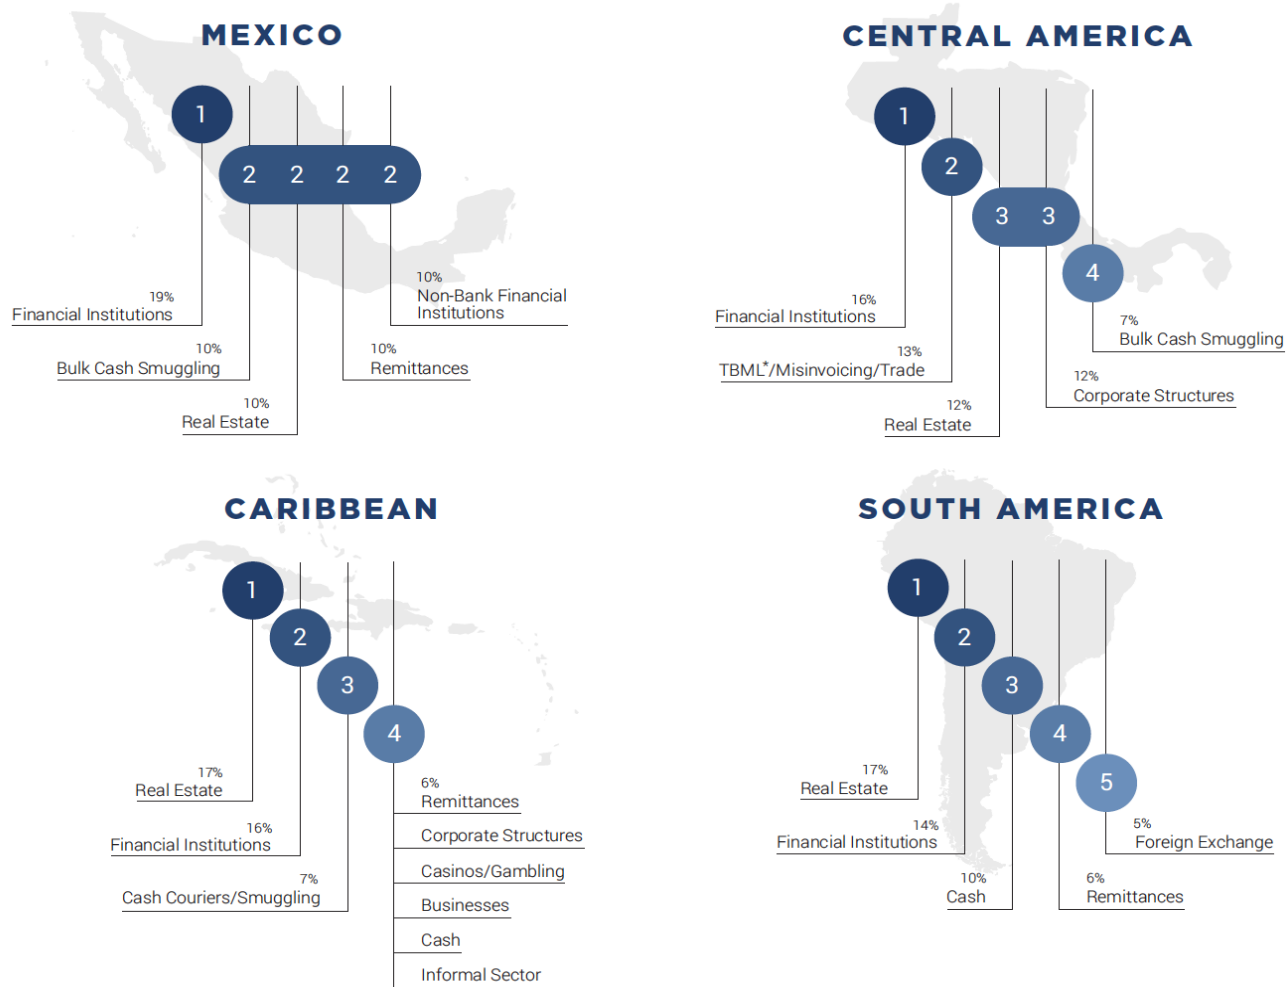 MEXICO
1
2 2 2 2
19%
Financial Institutions
10%
Bulk Cash Smuggling
10%
Real Estate
10%
Remittances
10%
Non-Bank Financial
Institutions
CENTRAL AMERICA
1
2
3 3
4
16%
Financial Institutions
13%
TBML*/Misinvoicing/Trade
12%
Real Estate
12%
Corporate Structures
7%
Bulk Cash Smuggling
CARIBBEAN
1
2
3
4
17%
Real Estate
16%
Financial Institutions
7%
Cash Couriers/Smuggling
6%
Remittances
Corporate Structures
Casinos/Gambling
Businesses
Cash
Informal Sector
SOUTH AMERICA
1
2
3
4
5
17%
Real Estate
14%
Financial Institutions
10%
Cash
6%
Remittances
5%
Foreign Exchange